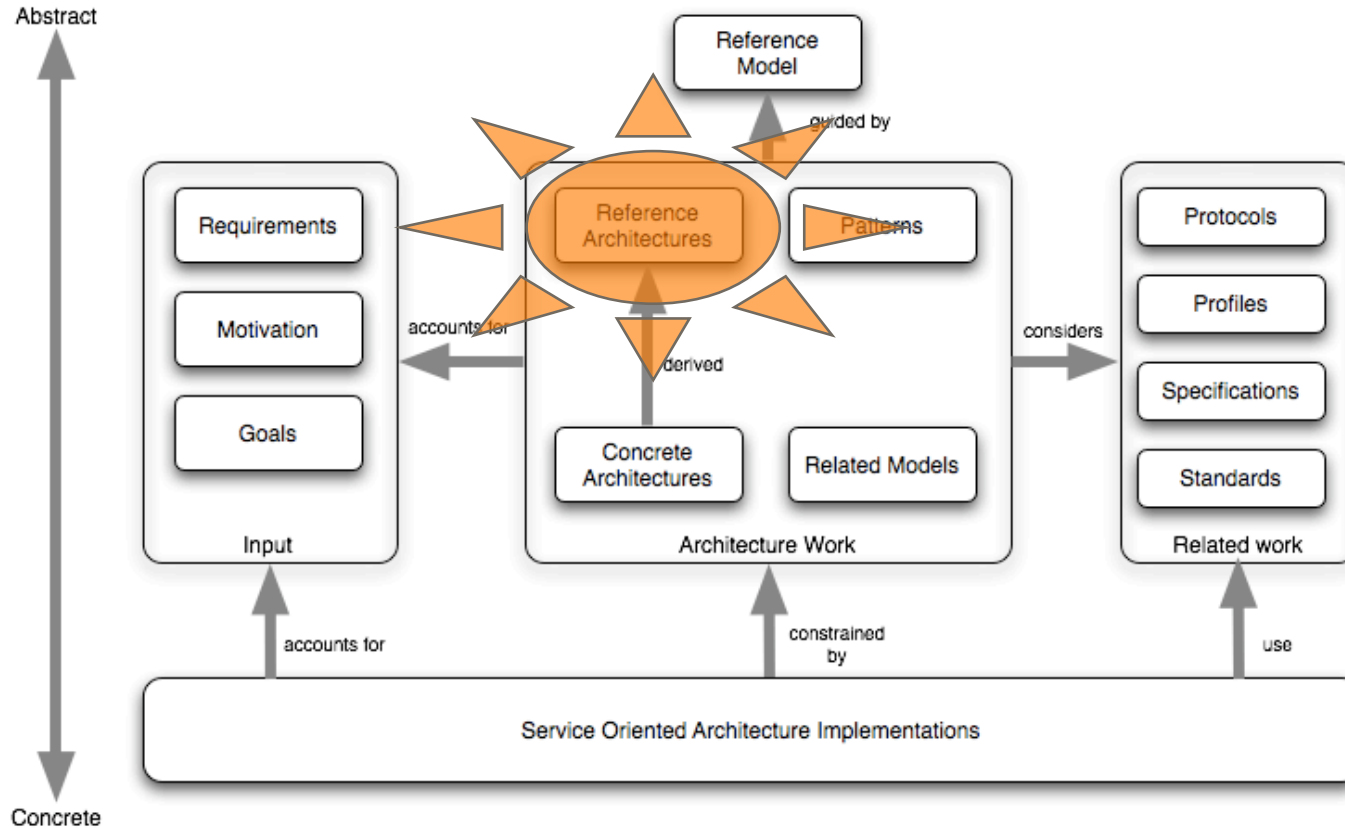 Abstract
Reference
Model
guided by
Requirements
Motivation
Goals
Input
accounts for
Reference
Architectures
Patterns
derived
Concrete
Architectures
Related Models
Architecture Work
considers
Protocols
Profiles
Specifications
Standards
Related work
accounts for
constrained
by
use
Service Oriented Architecture Implementations
Concrete